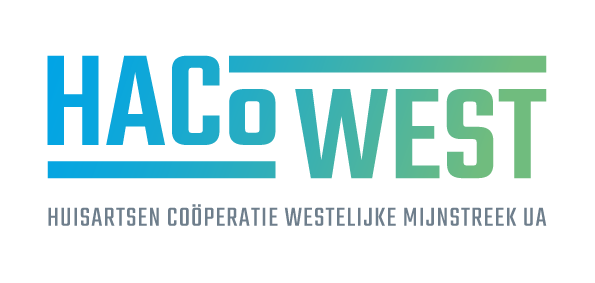 HACo
WEST
HUISARTSEN COÖPERATIE WESTELIJKE MIJNSTREEK UA